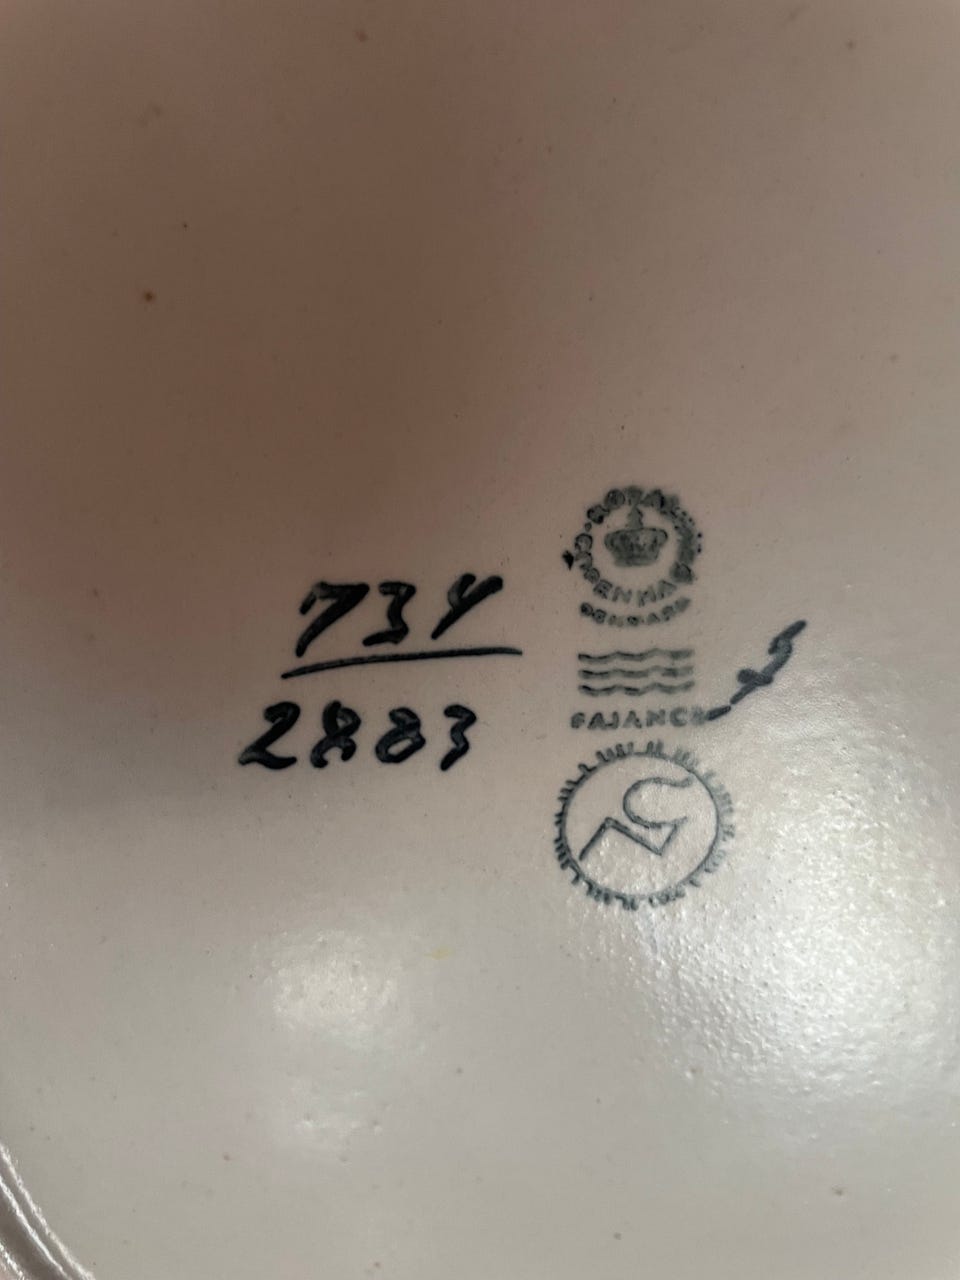 734
2883
ROYAL
COPENHAGEN
DENMARK
FAJANCE